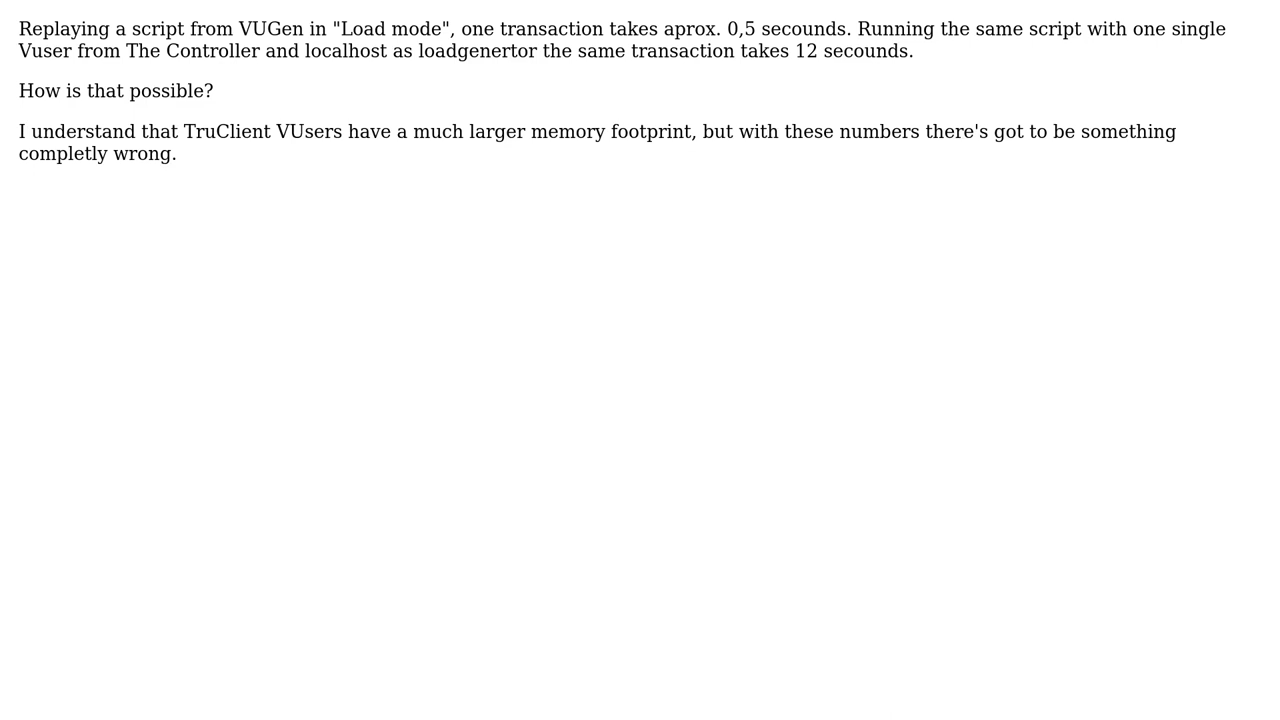 Replaying a script from VUGen in "Load mode", one transaction takes aprox. 0,5 secounds. Running the same script with one single
Vuser from The Controller and localhost as loadgenertor the same transaction takes 12 secounds.
How is that possible?
I understand that TruClient VUsers have a much larger memory footprint, but with these numbers there's got to be something
completly wrong.